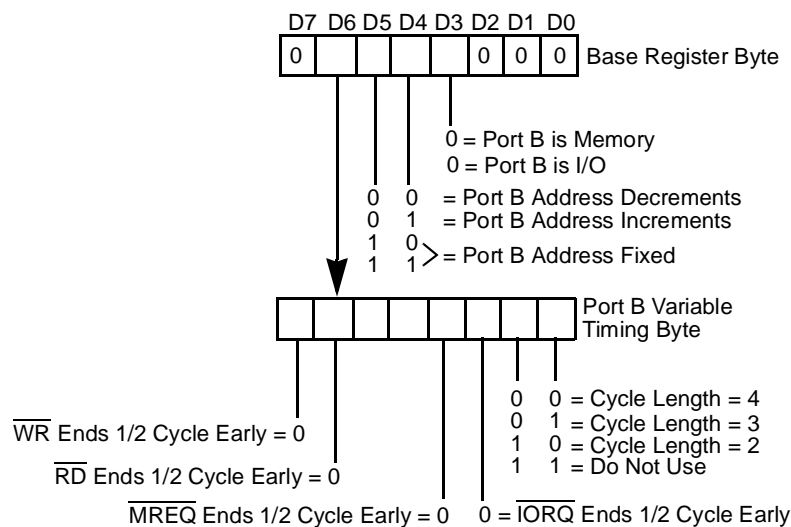 D7 D6 D5 D4 D3 D2 D1 D0
0 0 0 0 Base Register Byte
0 = Port B is Memory
0 = Port B is I/O
0 0 = Port B Address Decrements
0 1 = Port B Address Increments
1 0
1 1 > = Port B Address Fixed
Port B Variable
Timing Byte
0 0 = Cycle Length = 4
0 1 = Cycle Length = 3
1 0 = Cycle Length = 2
1 1 = Do Not Use
WR Ends 1/2 Cycle Early = 0
RD Ends 1/2 Cycle Early = 0
MREQ Ends 1/2 Cycle Early = 0 0 = IORQ Ends 1/2 Cycle Early